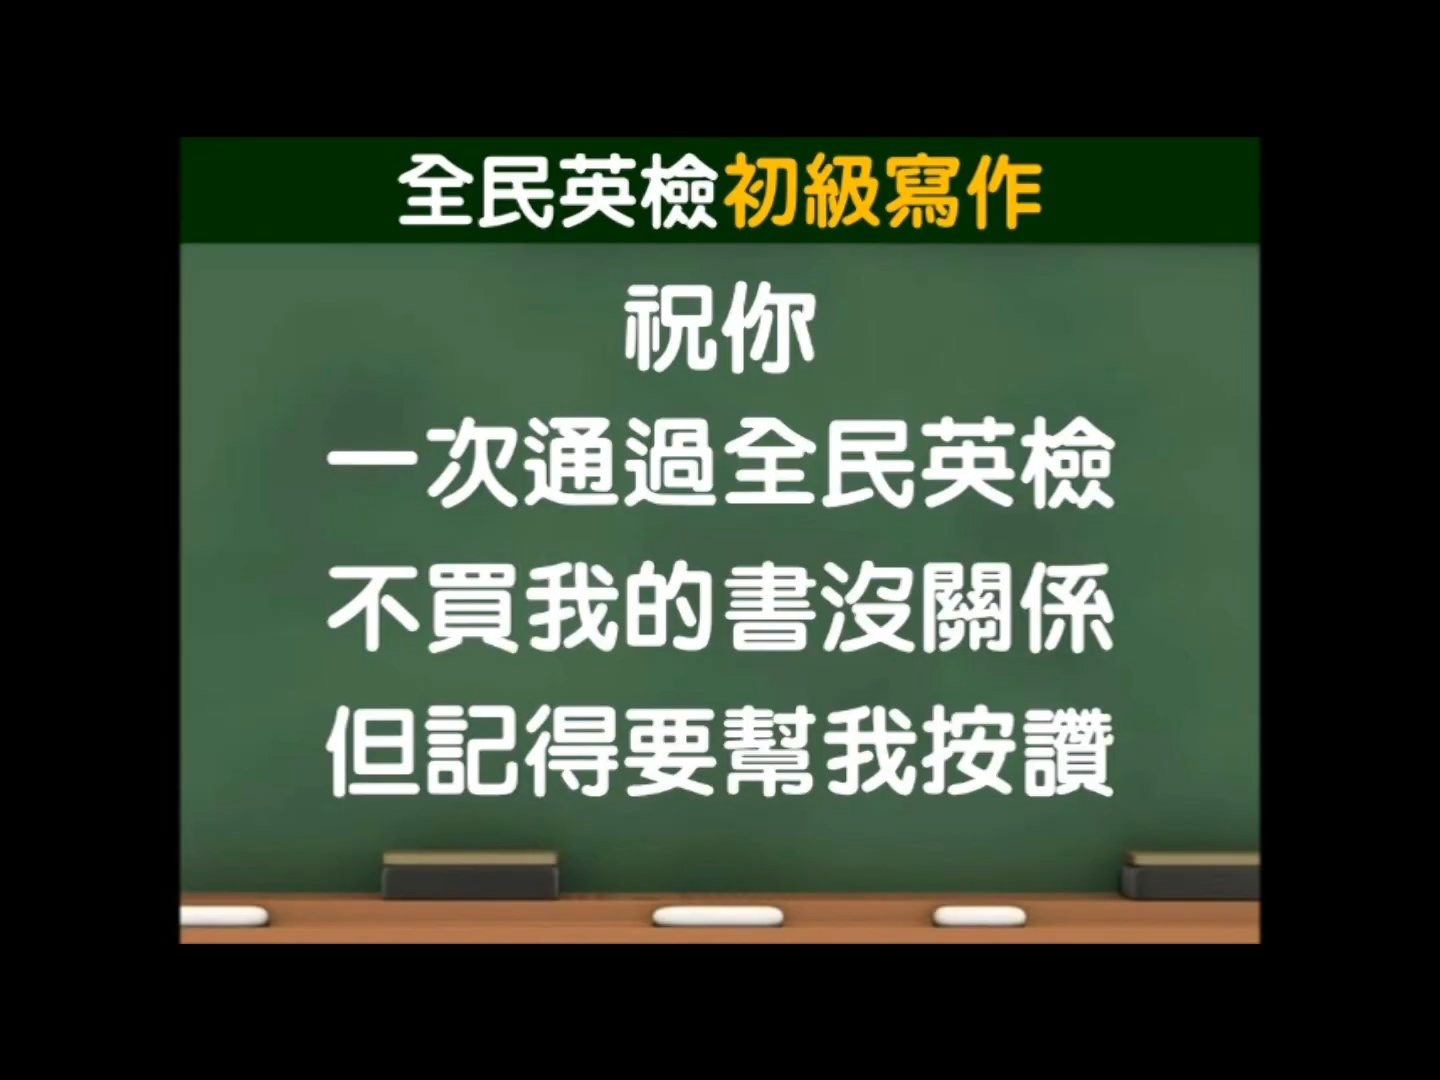 全民英檢初級寫作
祝你
一次通過全民英檢
不買我的書沒關係
但記得要幫我按讚